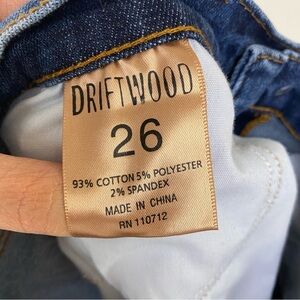 DRIFTWOOD
26
93% COTTON 5% POLYESTER
2% SPANDEX
MADE IN CHINA
RN 110712